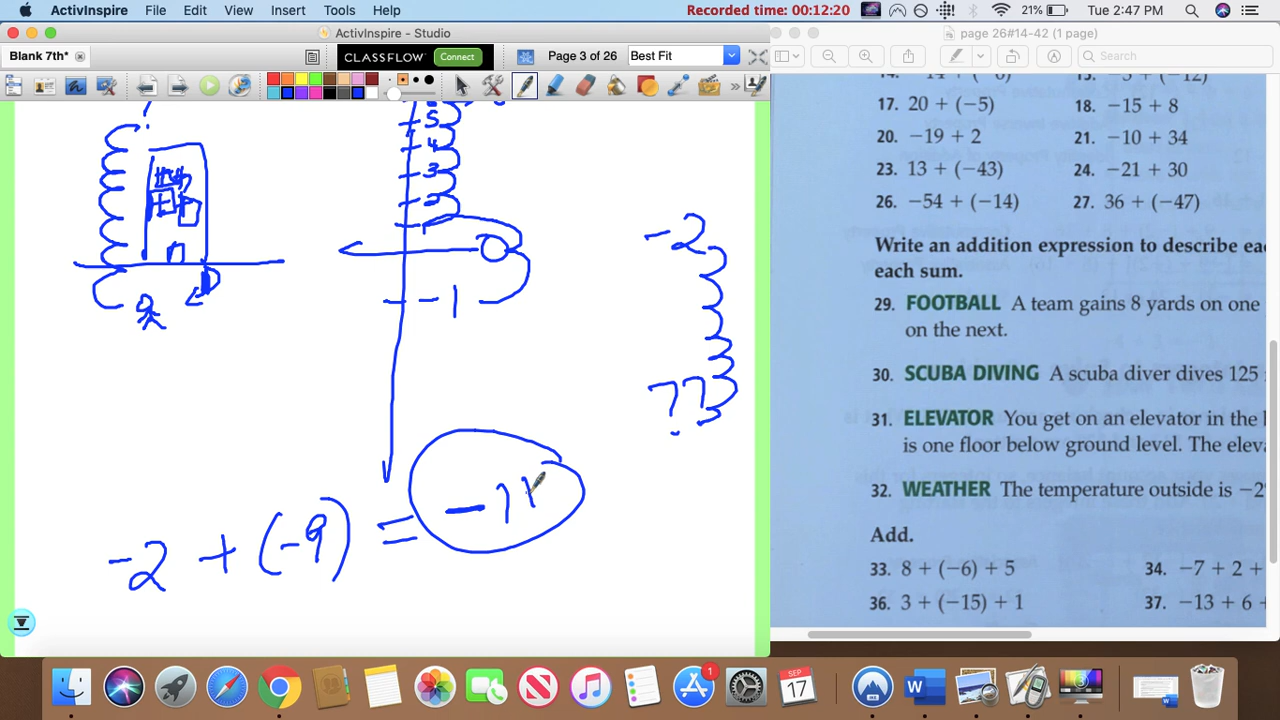 ActivInspire File Edit View Insert Tools Help
Recorded time: 00:12:20
21% Tue 2:47 PM
ActivInspire - Studio
Blank 7th*
CLASSFLOW Connect
Page 3 of 26
Best Fit
5
4
3
2
-1
-2
??
-2 + (-9) = -11
page 26#14-42 (1 page)
Search
17. 20 + (−5)
18. −15 + 8
20. −19 + 2
21. −10 + 34
23. 13 + (−43)
24. −21 + 30
26. −54 + (−14)
27. 36 + (−47)
Write an addition expression to describe
each sum.
29. FOOTBALL A team gains 8 yards on one
on the next.
30. SCUBA DIVING A scuba diver dives 125
31. ELEVATOR You get on an elevator in the
is one floor below ground level. The
32. WEATHER The temperature outside is −2
Add.
33. 8 + (−6) + 5
34. −7 + 2 +
36. 3 + (−15) + 1
37. −13 + 6 +
1
SEP
17
W